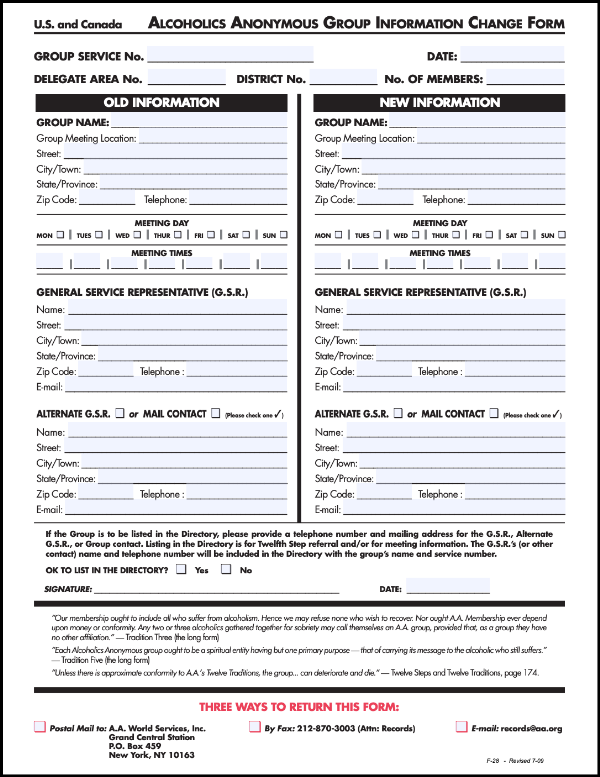 U.S. and Canada ALCOHOLICS ANONYMOUS GROUP INFORMATION CHANGE FORM
GROUP SERVICE No. DATE:
DELEGATE AREA No. DISTRICT No. No. OF MEMBERS:
OLD INFORMATION
GROUP NAME:
Group Meeting Location:
Street:
City/Town:
State/Province:
Zip Code: Telephone:
MEETING DAY
MON TUES WED THUR FRI SAT SUN
MEETING TIMES
GENERAL SERVICE REPRESENTATIVE (G.S.R.)
Name:
Street:
City/Town:
State/Province:
Zip Code: Telephone :
E-mail:
ALTERNATE G.S.R. or MAIL CONTACT (Please check one ✓)
Name:
Street:
City/Town:
State/Province:
Zip Code: Telephone :
E-mail:
NEW INFORMATION
GROUP NAME:
Group Meeting Location:
Street:
City/Town:
State/Province:
Zip Code: Telephone:
MEETING DAY
MON TUES WED THUR FRI SAT SUN
MEETING TIMES
GENERAL SERVICE REPRESENTATIVE (G.S.R.)
Name:
Street:
City/Town:
State/Province:
Zip Code: Telephone :
E-mail:
ALTERNATE G.S.R. or MAIL CONTACT (Please check one ✓)
Name:
Street:
City/Town:
State/Province:
Zip Code: Telephone :
E-mail:
If the Group is to be listed in the Directory, please provide a telephone number and mailing address for the G.S.R., Alternate
G.S.R., or Group contact. Listing in the Directory is for Twelfth Step referral and/or for meeting information. The G.S.R.'s (or other
contact) name and telephone number will be included in the Directory with the group's name and service number.
OK TO LIST IN THE DIRECTORY? Yes No
SIGNATURE: DATE:
"Our membership ought to include all who suffer from alcoholism. Hence we may refuse none who wish to recover. Nor ought A.A. Membership ever depend
upon money or conformity. Any two or three alcoholics gathered together for sobriety may call themselves an A.A. group, provided that, as a group they have
no other affiliation." — Tradition Three (the long form)
"Each Alcoholics Anonymous group ought to be a spiritual entity having but one primary purpose — that of carrying its message to the alcoholic who still suffers."
— Tradition Five (the long form)
"Unless there is approximate conformity to A.A.'s Twelve Traditions, the group... can deteriorate and die." — Twelve Steps and Twelve Traditions, page 174.
THREE WAYS TO RETURN THIS FORM:
Postal Mail to: A.A. World Services, Inc.
Grand Central Station
P.O. Box 459
New York, NY 10163
By Fax: 212-870-3003 (Attn: Records)
E-mail: records@aa.org
F-28 - Revised 7-09